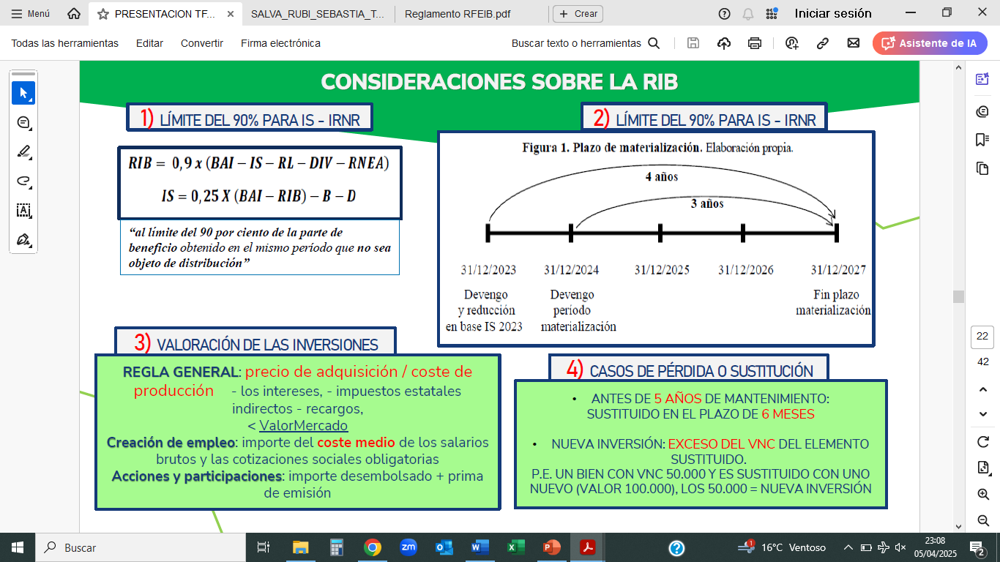 Menú
PRESENTACION TF...
SALVA_RUBI_SEBASTIA_T...
Reglamento RFEIB.pdf
Crear
Iniciar sesión
Todas las herramientas
Editar
Convertir
Firma electrónica
Buscar texto o herramientas
Asistente de IA
CONSIDERACIONES SOBRE LA RIB
1) LÍMITE DEL 90% PARA IS - IRNR
RIB = 0,9 x (BAI − IS − RL − DIV − RNEA)
IS = 0,25 X (BAI − RIB) − B − D
“al límite del 90 por ciento de la parte de
beneficio obtenido en el mismo período que no sea
objeto de distribución”
2) LÍMITE DEL 90% PARA IS - IRNR
Figura 1. Plazo de materialización. Elaboración propia.
4 años
3 años
31/12/2023 31/12/2024 31/12/2025 31/12/2026 31/12/2027
Devengo
y reducción
en base IS 2023
Devengo
período
materialización
Fin plazo
materialización
3) VALORACIÓN DE LAS INVERSIONES
REGLA GENERAL: precio de adquisición / coste de
producción - los intereses, - impuestos estatales
indirectos - recargos,
< ValorMercado
Creación de empleo: importe del coste medio de los salarios
brutos y las cotizaciones sociales obligatorias
Acciones y participaciones: importe desembolsado + prima
de emisión
4) CASOS DE PÉRDIDA O SUSTITUCIÓN
• ANTES DE 5 AÑOS DE MANTENIMIENTO:
SUSTITUIDO EN EL PLAZO DE 6 MESES
• NUEVA INVERSIÓN: EXCESO DEL VNC DEL ELEMENTO
SUSTITUIDO.
P.E. UN BIEN CON VNC 50.000 Y ES SUSTITUIDO CON UNO
NUEVO (VALOR 100.000), LOS 50.000 = NUEVA INVERSIÓN
22
42
Buscar
zm
16°C Ventoso
23:08
05/04/2025
2